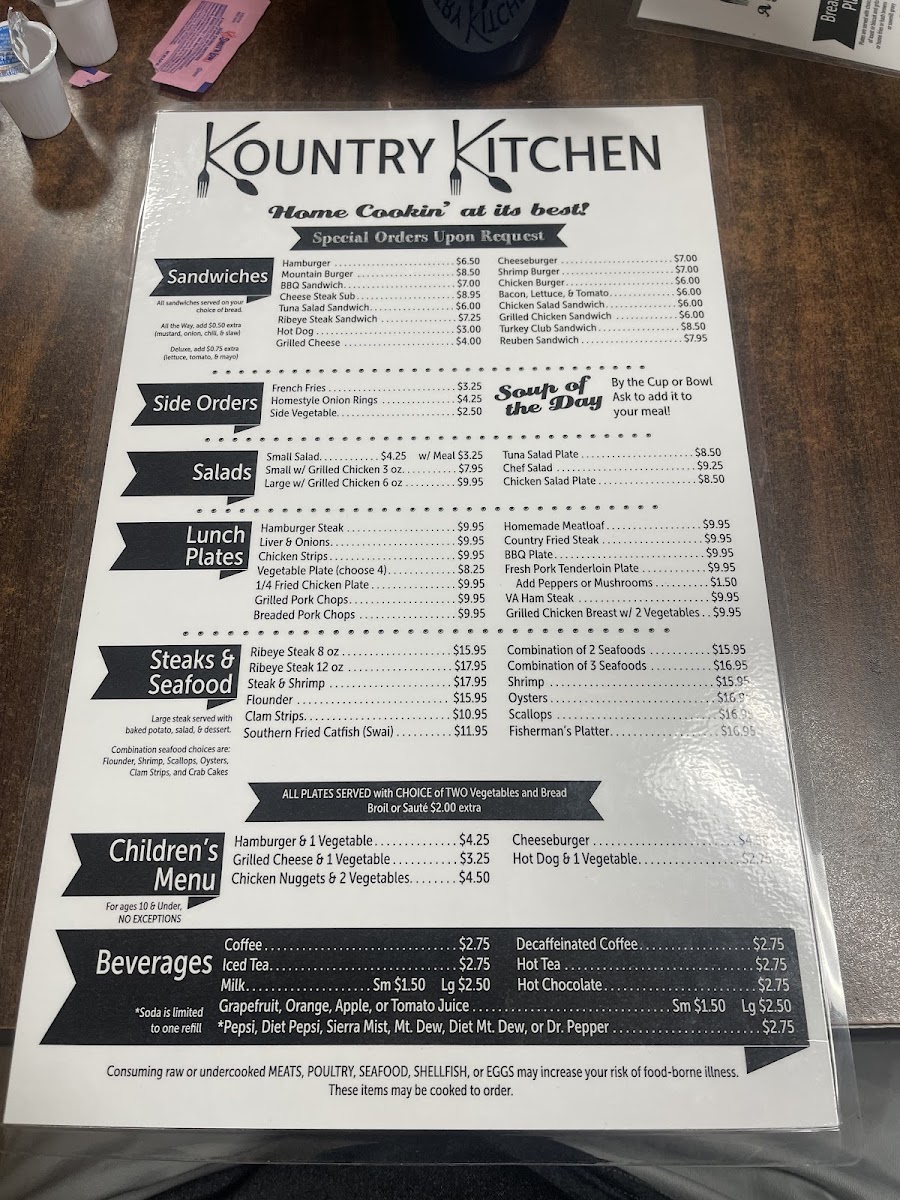 KOUNTRY KITCHEN
Home Cookin' at its best!
Special Orders Upon Request
Sandwiches
All sandwiches served on your
choice of bread.
All the Way, add $0.50 extra
(mustard, onion, chili, & slaw)
Deluxe, add $0.75 extra
(lettuce, tomato, & mayo)
Hamburger $6.50
Mountain Burger $8.50
BBQ Sandwich $7.00
Cheese Steak Sub $8.95
Tuna Salad Sandwich $6.00
Ribeye Steak Sandwich $7.25
Hot Dog $3.00
Grilled Cheese $4.00
Cheeseburger $7.00
Shrimp Burger $7.00
Chicken Burger $6.00
Bacon, Lettuce, & Tomato $6.00
Chicken Salad Sandwich $6.00
Grilled Chicken Sandwich $6.00
Turkey Club Sandwich $8.50
Reuben Sandwich $7.95
Side Orders
French Fries $3.25
Homestyle Onion Rings $4.25
Side Vegetable $2.50
Soup of
the Day
By the Cup or Bowl
Ask to add it to
your meal!
Salads
Small Salad $4.25 w/ Meal $3.25
Small w/ Grilled Chicken 3 oz $7.95
Large w/ Grilled Chicken 6 oz $9.95
Tuna Salad Plate $8.50
Chef Salad $9.25
Chicken Salad Plate $8.50
Lunch
Plates
Hamburger Steak $9.95
Liver & Onions $9.95
Chicken Strips $9.95
Vegetable Plate (choose 4) $8.25
1/4 Fried Chicken Plate $9.95
Grilled Pork Chops $9.95
Breaded Pork Chops $9.95
Homemade Meatloaf $9.95
Country Fried Steak $9.95
BBQ Plate $9.95
Fresh Pork Tenderloin Plate $9.95
Add Peppers or Mushrooms $1.50
VA Ham Steak $9.95
Grilled Chicken Breast w/ 2 Vegetables $9.95
Steaks &
Seafood
Large steak served with
baked potato, salad, & dessert.
Combination seafood choices are:
Flounder, Shrimp, Scallops, Oysters,
Clam Strips, and Crab Cakes
Ribeye Steak 8 oz $15.95
Ribeye Steak 12 oz $17.95
Steak & Shrimp $17.95
Flounder $15.95
Clam Strips $10.95
Southern Fried Catfish (Swai) $11.95
Combination of 2 Seafoods $15.95
Combination of 3 Seafoods $16.95
Shrimp $15.95
Oysters
Scallops
Fisherman's Platter $16.95
ALL PLATES SERVED with CHOICE of TWO Vegetables and Bread
Broil or Sauté $2.00 extra
Children's
Menu
For ages 10 & Under,
NO EXCEPTIONS
Hamburger & 1 Vegetable $4.25
Grilled Cheese & 1 Vegetable $3.25
Chicken Nuggets & 2 Vegetables $4.50
Cheeseburger
Hot Dog & 1 Vegetable
Beverages
*Soda is limited
to one refill
Coffee $2.75
Iced Tea $2.75
Milk Sm $1.50 Lg $2.50
Decaffeinated Coffee $2.75
Hot Tea $2.75
Hot Chocolate $2.75
Grapefruit, Orange, Apple, or Tomato Juice Sm $1.50 Lg $2.50
*Pepsi, Diet Pepsi, Sierra Mist, Mt. Dew, Diet Mt. Dew, or Dr. Pepper $2.75
Consuming raw or undercooked MEATS, POULTRY, SEAFOOD, SHELLFISH, or EGGS may increase your risk of food-borne illness.
These items may be cooked to order.